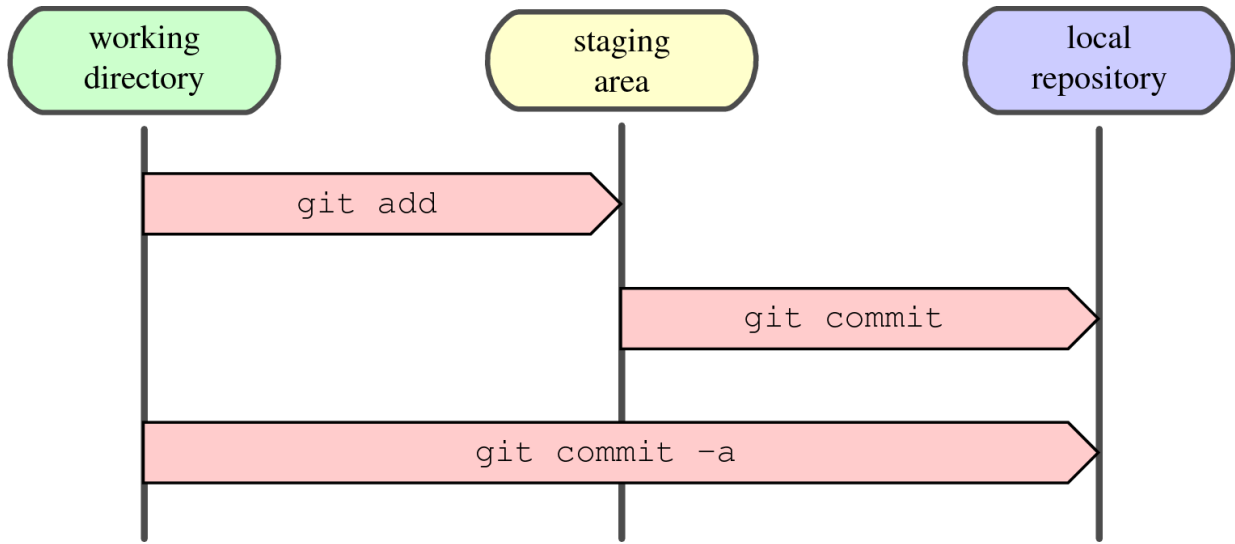 working
directory
staging
area
local
repository
git add
git commit
git commit -a